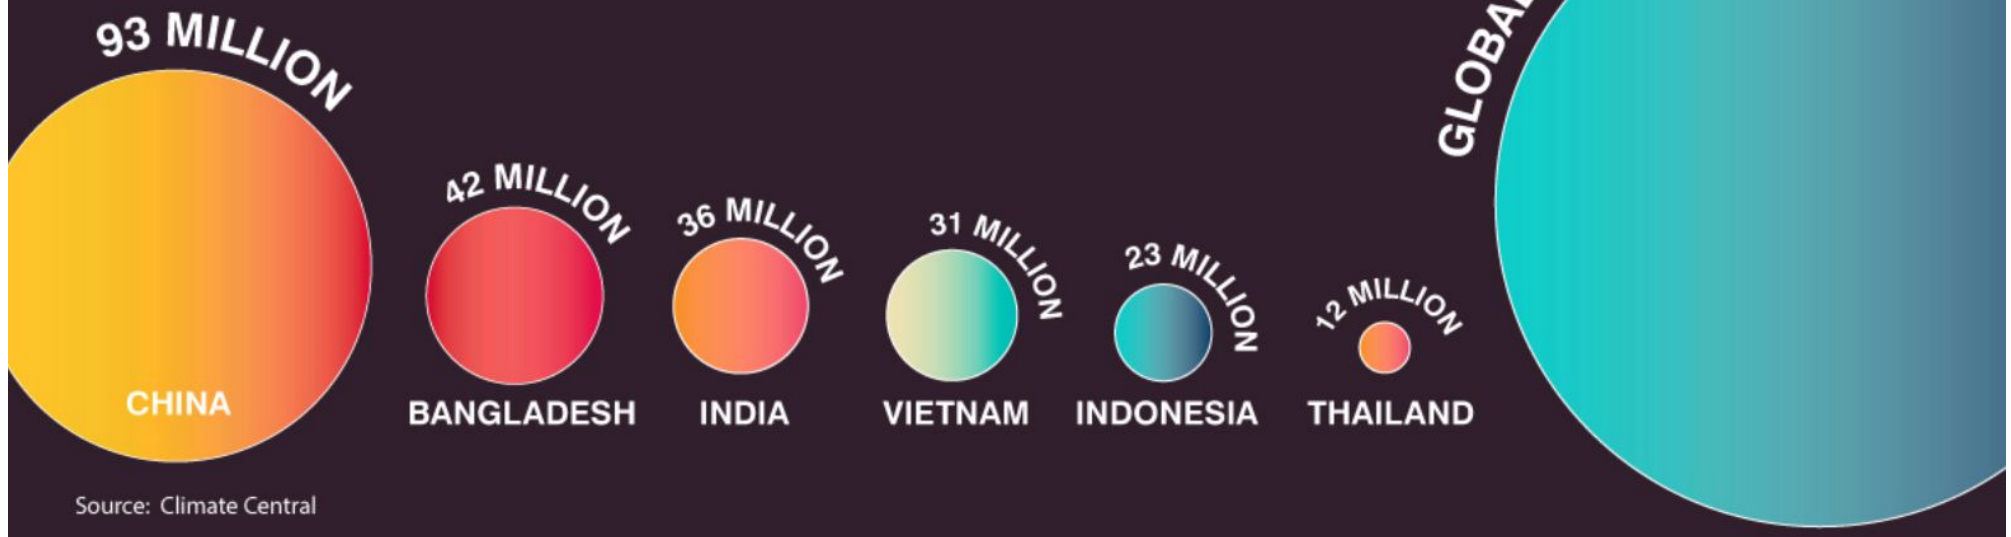 93 MILLION
CHINA
42 MILLION
BANGLADESH
36 MILLION
INDIA
31 MILLION
VIETNAM
23 MILLION
INDONESIA
12 MILLION
THAILAND
GLOBAL
Source: Climate Central